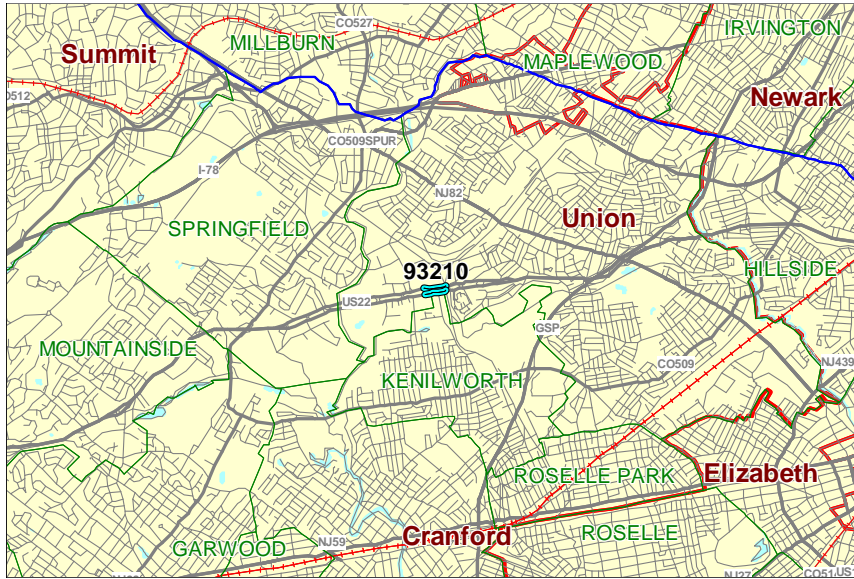 CO527
IRVINGTON
Summit
MILLBURN
MAPLEWOOD
Newark
CO509SPUR
I-78
NJ82
SPRINGFIELD
Union
93210
HILLSIDE
US22
GSP
MOUNTAINSIDE
CO509
NJ439
KENILWORTH
ROSELLE PARK
Elizabeth
Cranford
ROSELLE
NJ59
GARWOOD
NJ27